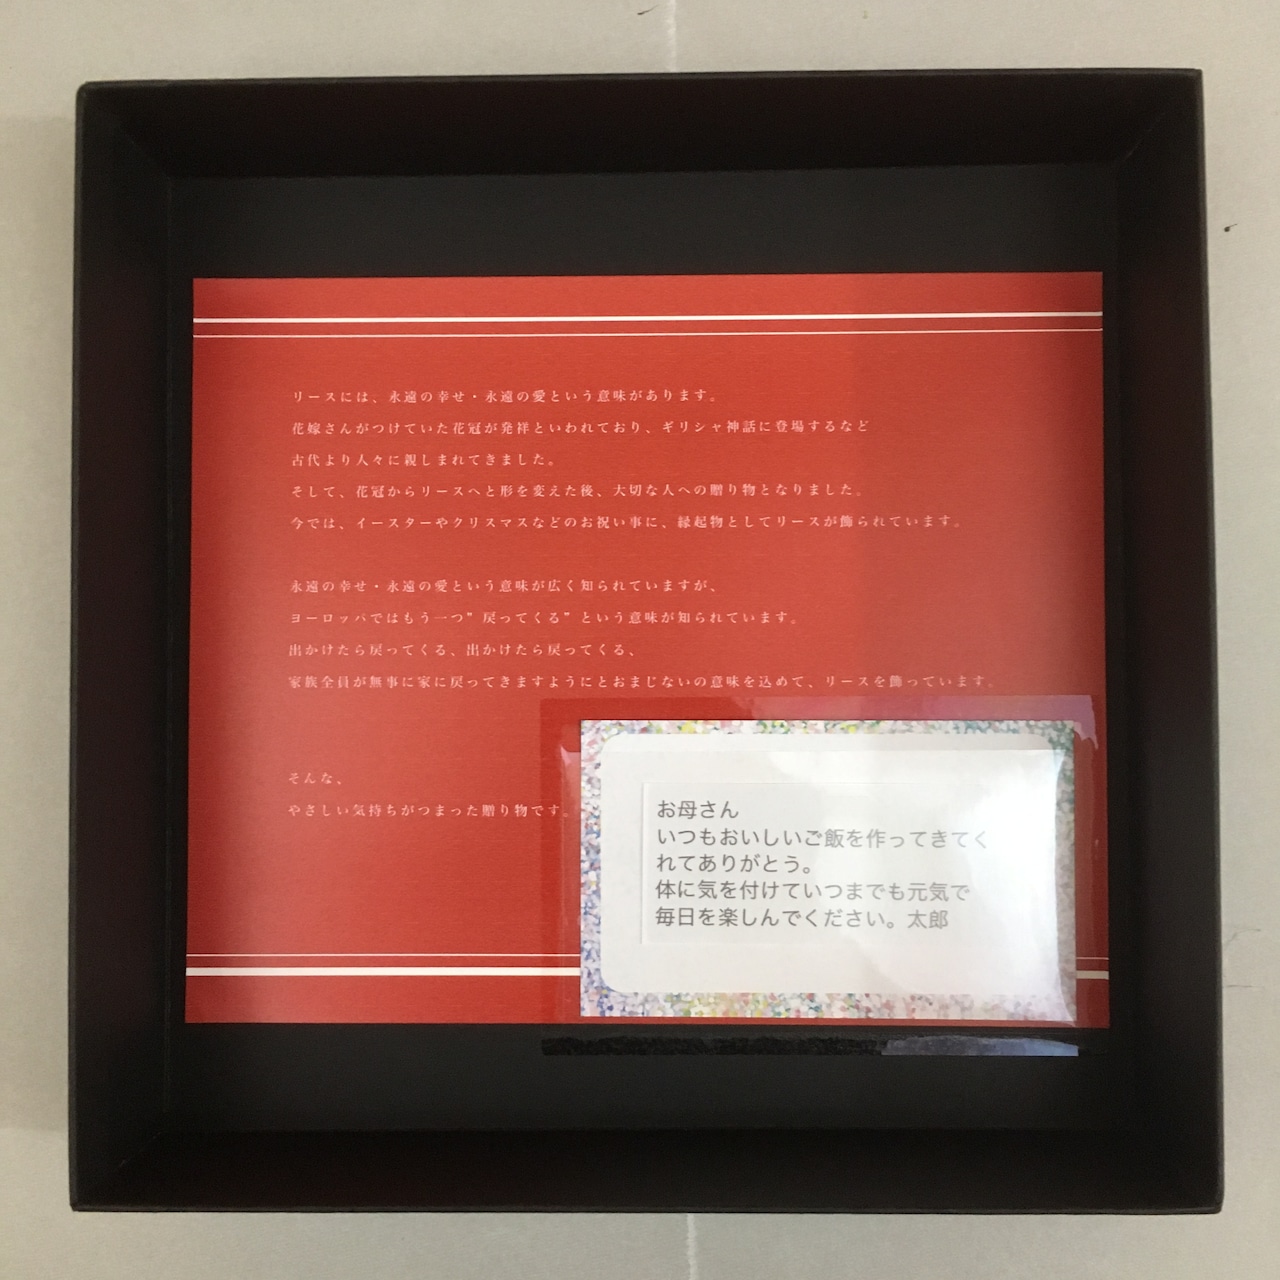 リースには、永遠の幸せ・永遠の愛という意味があります。
花嫁さんがつけていた花冠が発祥といわれており、ギリシャ神話に登場するなど
古代より人々に親しまれてきました。
そして、花冠からリースへと形を変えた後、大切な人への贈り物となりました。
今では、イースターやクリスマスなどのお祝い事に、縁起物としてリースが飾られています。
永遠の幸せ・永遠の愛という意味が広く知られていますが、
ヨーロッパではもう一つ”戻ってくる”という意味が知られています。
出かけたら戻ってくる、出かけたら戻ってくる、
家族全員が無事に家に戻ってきますようにとおまじないの意味を込めて、リースを飾っています。
そんな、
やさしい気持ちがつまった贈り物です。
お母さん
いつもおいしいご飯を作ってきてく
れてありがとう。
体に気を付けていつまでも元気で
毎日を楽しんでください。太郎